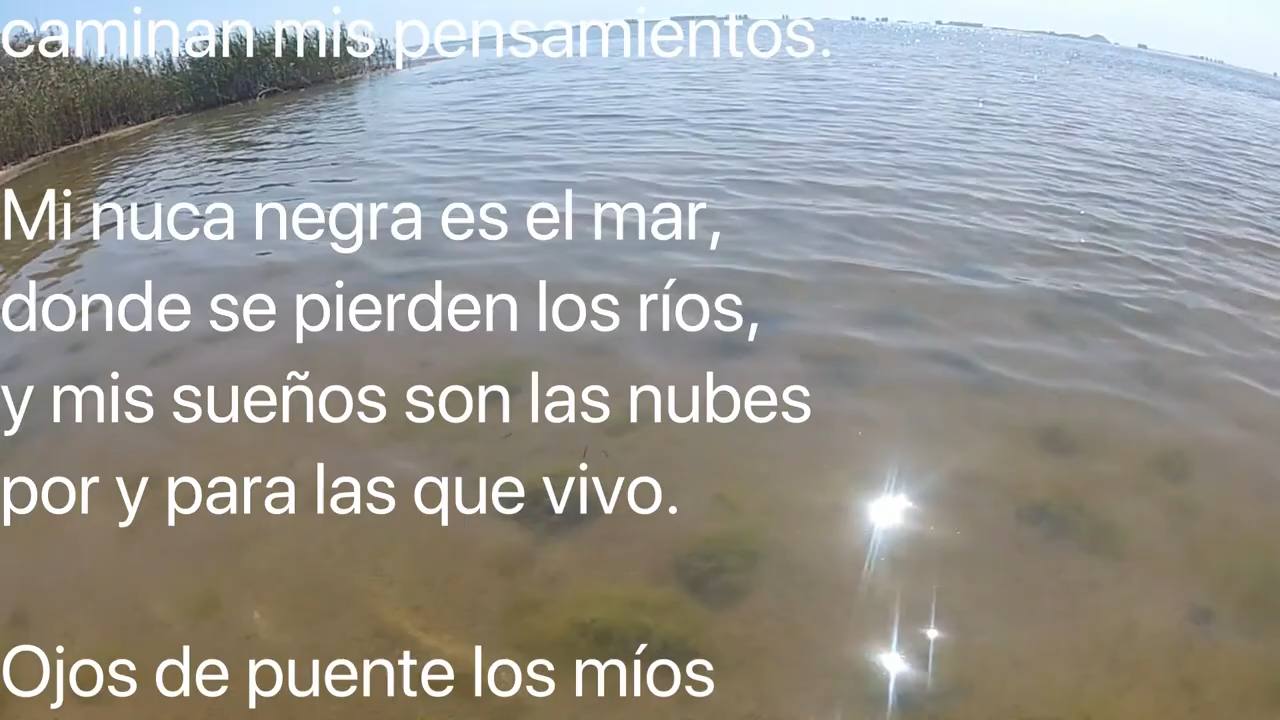 caminan mis pensamientos.
Mi nuca negra es el mar,
donde se pierden los ríos,
y mis sueños son las nubes
por y para las que vivo.
Ojos de puente los míos